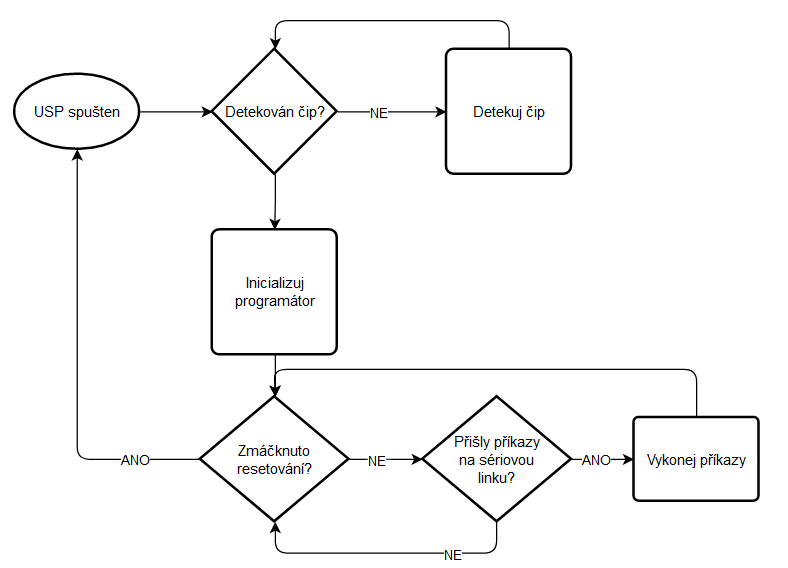 USP spušten
Detekován čip?
NE
Detekuj čip
Inicializuj
programátor
Zmáčknuto
resetování?
ANO
NE
Přišly příkazy
na sériovou
linku?
ANO
Vykonej příkazy
NE